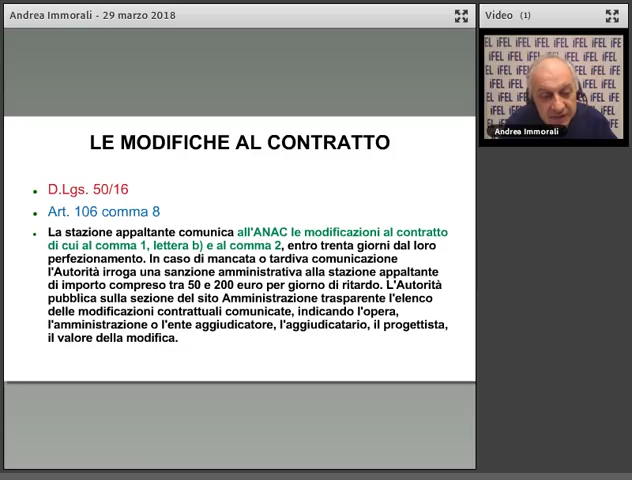 Andrea Immorali - 29 marzo 2018
LE MODIFICHE AL CONTRATTO
D.Lgs. 50/16
Art. 106 comma 8
La stazione appaltante comunica all'ANAC le modificazioni al contratto
di cui al comma 1, lettera b) e al comma 2, entro trenta giorni dal loro
perfezionamento. In caso di mancata o tardiva comunicazione
l'Autorità irroga una sanzione amministrativa alla stazione appaltante
di importo compreso tra 50 e 200 euro per giorno di ritardo. L'Autorità
pubblica sulla sezione del sito Amministrazione trasparente l'elenco
delle modificazioni contrattuali comunicate, indicando l'opera,
l'amministrazione o l'ente aggiudicatore, l'aggiudicatario, il progettista,
il valore della modifica.
Video (1)
iFEL iFEL iFEL iFEL
Andrea Immorali